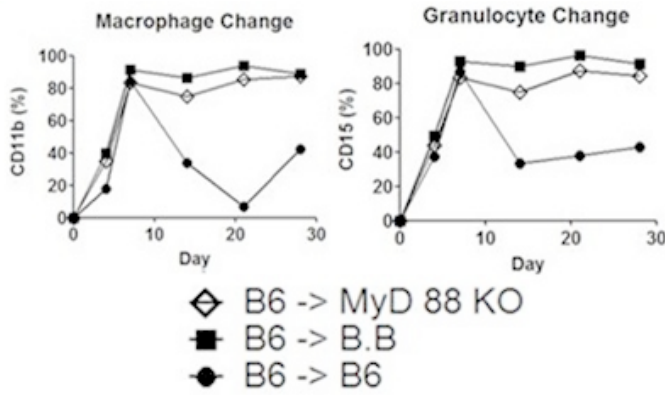 Macrophage Change
Granulocyte Change
CD11b (%)
100
80
60
40
20
0
0
10
20
30
Day
CD15 (%)
100
80
60
40
20
0
0
10
20
30
Day
B6 -> MyD 88 KO
B6 -> B.B
B6 -> B6